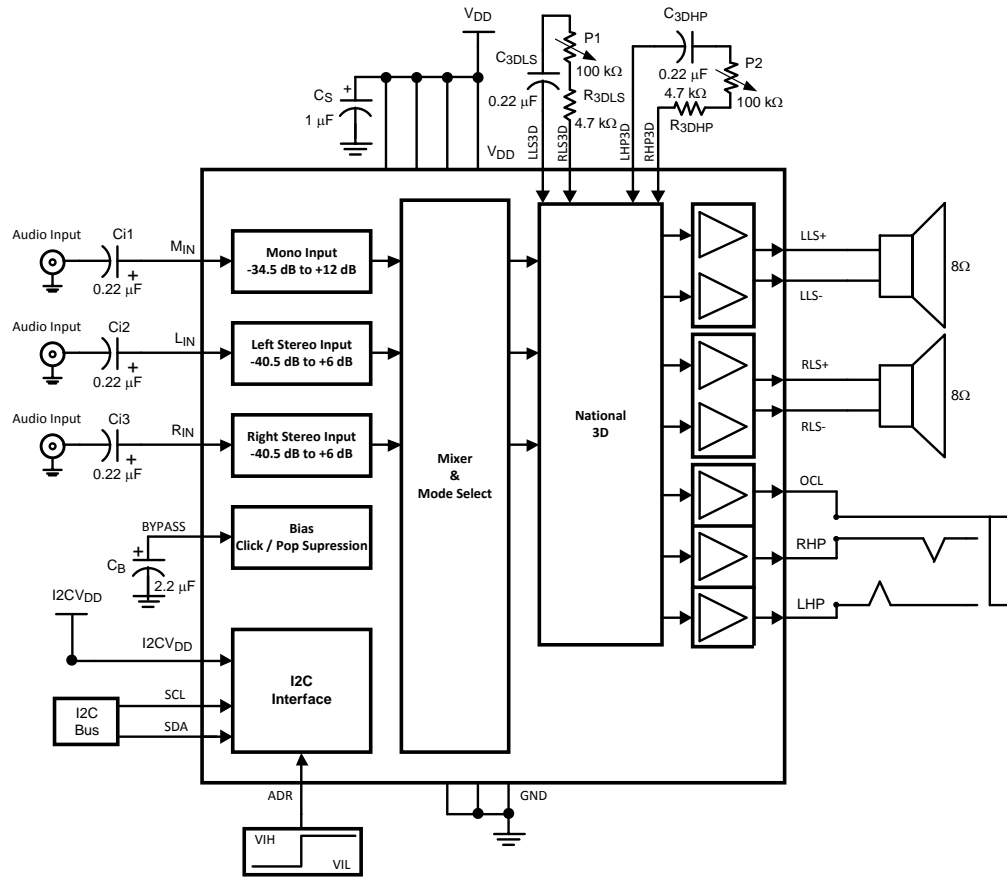 VDD
CS
1 µF
VDD
C3DLS
0.22 µF
P1
100 kΩ
R3DLS
4.7 kΩ
C3DHP
0.22 µF
4.7 kΩ
R3DHP
P2
100 kΩ
LLS3D
RLS3D
LHP3D
RHP3D
Audio Input
Ci1
+
0.22 µF
MIN
Mono Input
-34.5 dB to +12 dB
Audio Input
Ci2
+
0.22 µF
LIN
Left Stereo Input
-40.5 dB to +6 dB
Audio Input
Ci3
+
0.22 µF
RIN
Right Stereo Input
-40.5 dB to +6 dB
BYPASS
+
CB
2.2 µF
Bias
Click / Pop Supression
I2CVDD
I2CVDD
I2C
Bus
SCL
SDA
I2C
Interface
ADR
VIH
VIL
GND
Mixer
&
Mode Select
National
3D
LLS+
LLS-
8Ω
RLS+
RLS-
8Ω
OCL
RHP
LHP
+